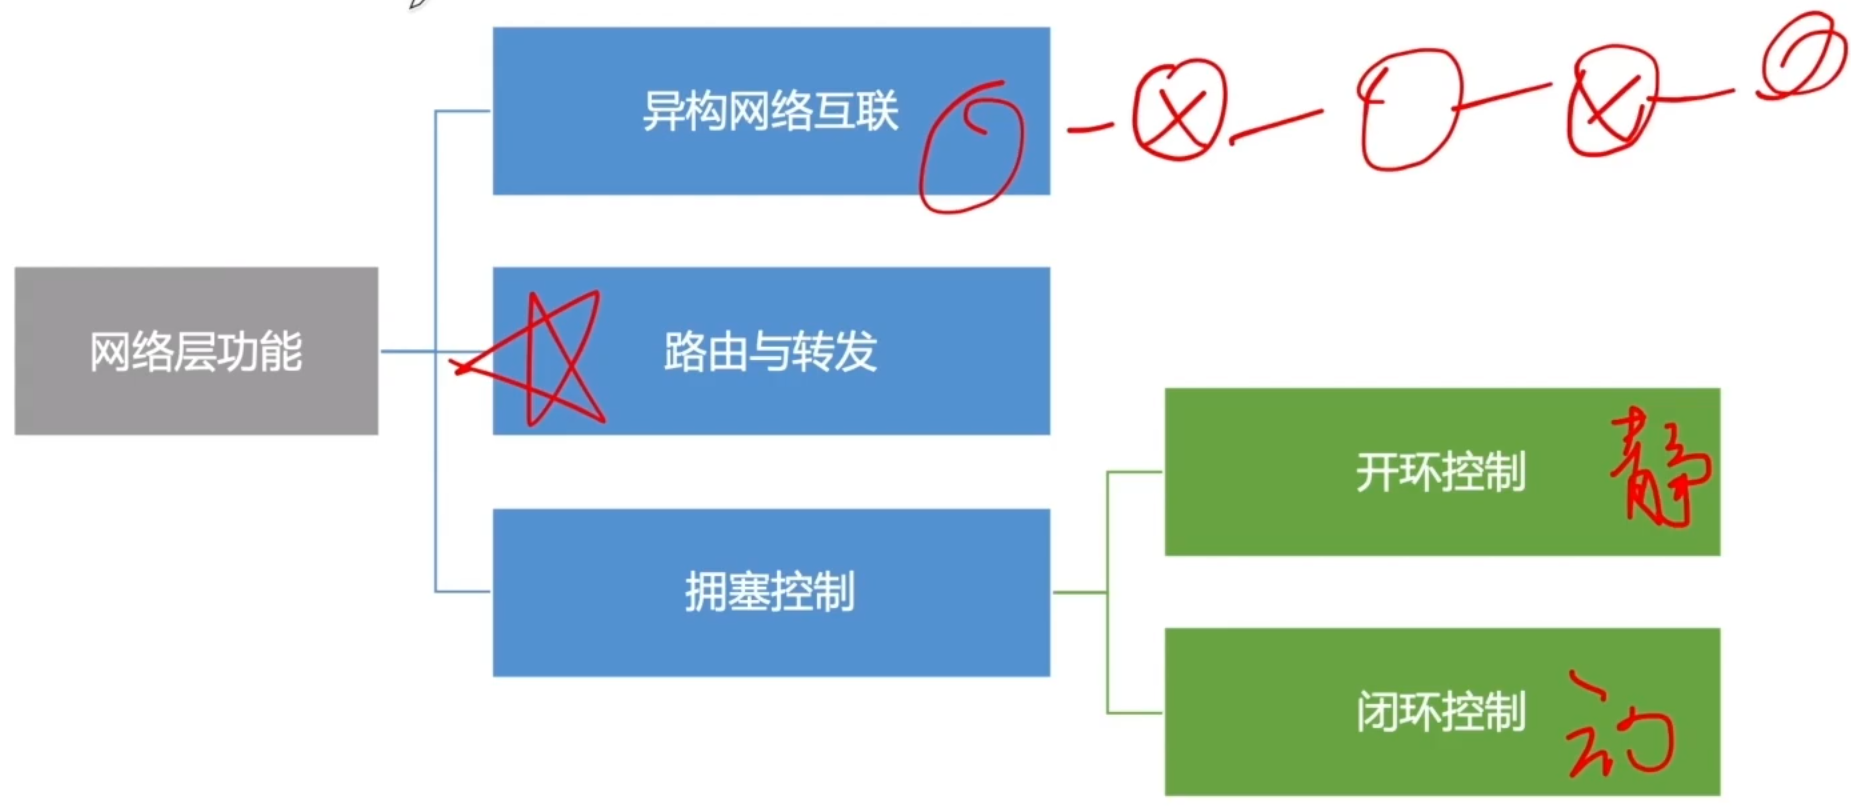 异构网络互联
网络层功能
路由与转发
拥塞控制
开环控制 静
闭环控制 动